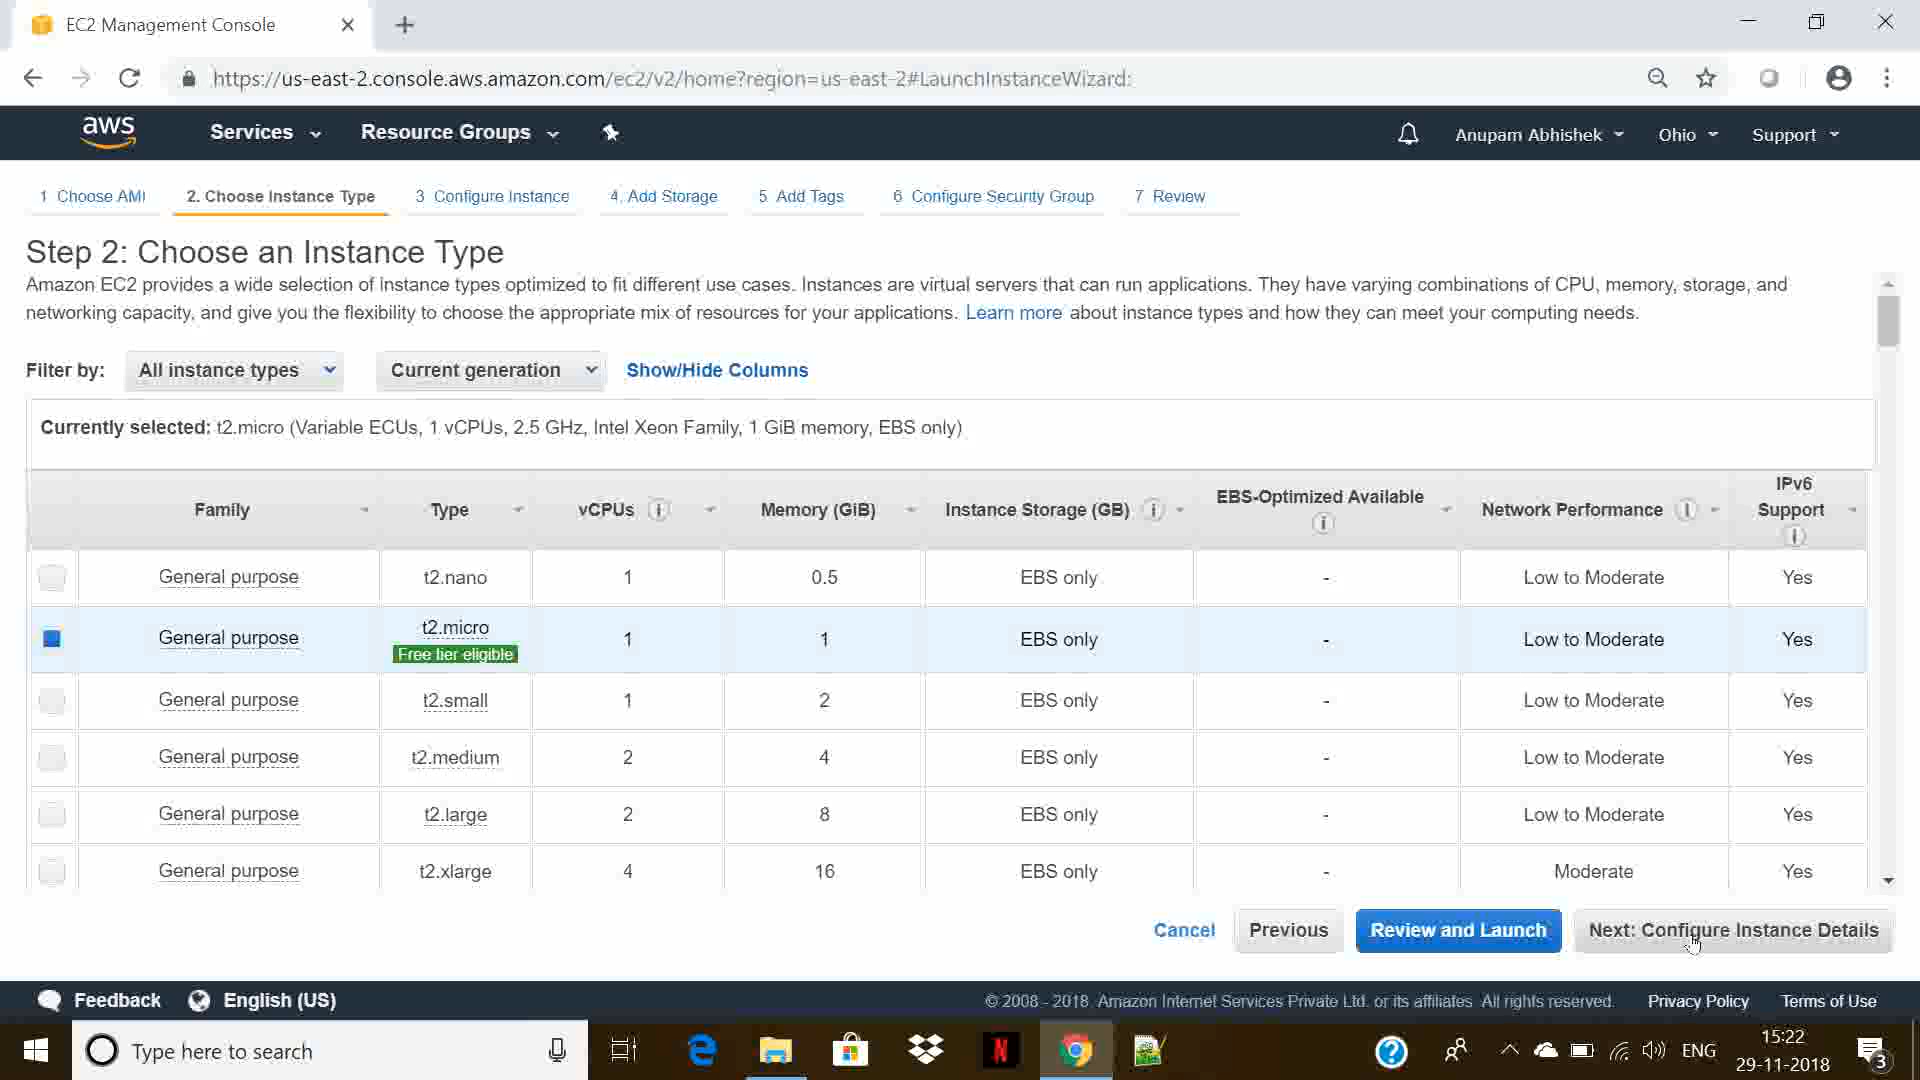 EC2 Management Console
https://us-east-2.console.aws.amazon.com/ec2/v2/home?region=us-east-2#LaunchInstanceWizard:
aws Services Resource Groups Anupam Abhishek Ohio Support
1 Choose AMI 2. Choose Instance Type 3 Configure Instance 4. Add Storage 5 Add Tags 6 Configure Security Group 7 Review
Step 2: Choose an Instance Type
Amazon EC2 provides a wide selection of instance types optimized to fit different use cases. Instances are virtual servers that can run applications. They have varying combinations of CPU, memory, storage, and
networking capacity, and give you the flexibility to choose the appropriate mix of resources for your applications. Learn more about instance types and how they can meet your computing needs.
Filter by: All instance types Current generation Show/Hide Columns
Currently selected: t2.micro (Variable ECUs, 1 vCPUs, 2.5 GHz, Intel Xeon Family, 1 GiB memory, EBS only)
Family Type vCPUs i Memory (GiB) Instance Storage (GB) i EBS-Optimized Available i Network Performance i IPv6 Support i
General purpose t2.nano 1 0.5 EBS only - Low to Moderate Yes
General purpose t2.micro Free tier eligible 1 1 EBS only - Low to Moderate Yes
General purpose t2.small 1 2 EBS only - Low to Moderate Yes
General purpose t2.medium 2 4 EBS only - Low to Moderate Yes
General purpose t2.large 2 8 EBS only - Low to Moderate Yes
General purpose t2.xlarge 4 16 EBS only - Moderate Yes
Cancel Previous Review and Launch Next: Configure Instance Details
Feedback English (US) © 2008 - 2018 Amazon Internet Services Private Ltd. or its affiliates All rights reserved. Privacy Policy Terms of Use
Type here to search N ? ENG 15:22
29-11-2018 3